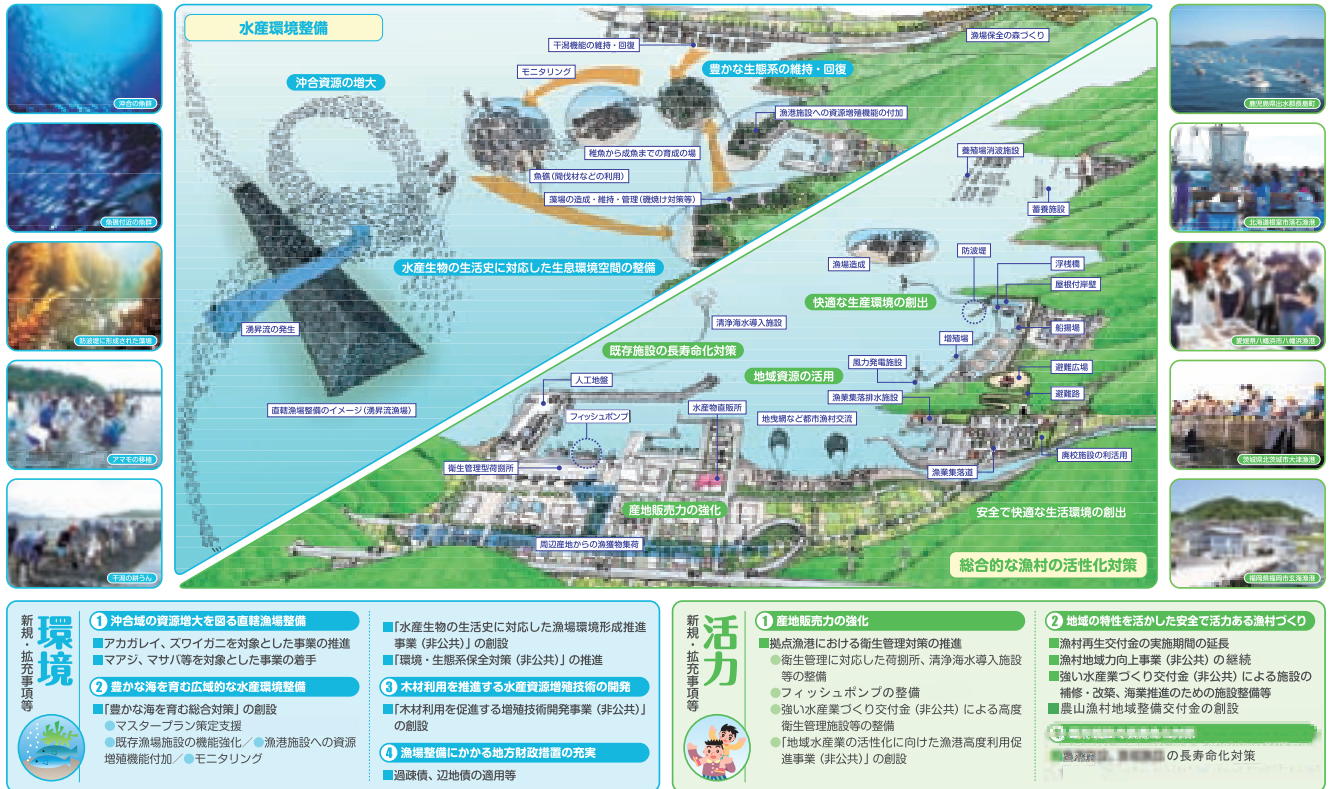 水産環境整備
沖合の魚群
魚礁付近の魚群
防波堤に形成された藻場
アマモの移植
干潟の耕うん
沖合資源の増大
干潟機能の維持・回復
モニタリング
豊かな生態系の維持・回復
漁場保全の森づくり
漁港施設への資源増殖機能の付加
稚魚から成魚までの育成の場
魚礁(間伐材などの利用)
藻場の造成・維持・管理(磯焼け対策等)
水産生物の生活史に対応した生息環境空間の整備
湧昇流の発生
直轄漁場整備のイメージ(湧昇流漁場)
養殖場消波施設
蓄養施設
漁場造成
防波堤
浮桟橋
屋根付岸壁
快適な生産環境の創出
清浄海水導入施設
船揚場
増殖場
既存施設の長寿命化対策
風力発電施設
避難広場
地域資源の活用
人工地盤
避難路
漁業集落排水施設
水産物直販所
フィッシュポンプ
地曳網など都市漁村交流
廃校施設の利活用
衛生管理型荷捌所
漁業集落道
産地販売力の強化
安全で快適な生活環境の創出
周辺産地からの漁獲物集荷
総合的な漁村の活性化対策
鹿児島県出水郡長島町
北海道根室市落石漁港
愛媛県八幡浜市八幡浜漁港
茨城県北茨城市大津漁港
福岡県福岡市玄海漁港
新規・拡充事項等
環境
1 沖合域の資源増大を図る直轄漁場整備
■アカガレイ、ズワイガニを対象とした事業の推進
■マアジ、マサバ等を対象とした事業の着手
2 豊かな海を育む広域的な水産環境整備
■「豊かな海を育む総合対策」の創設
●マスタープラン策定支援
●既存漁場施設の機能強化／●漁港施設への資源
増殖機能付加／●モニタリング
■「水産生物の生活史に対応した漁場環境形成推進
事業(非公共)」の創設
■「環境・生態系保全対策(非公共)」の推進
3 木材利用を推進する水産資源増殖技術の開発
■「木材利用を促進する増殖技術開発事業(非公共)」
の創設
4 漁場整備にかかる地方財政措置の充実
■過疎債、辺地債の適用等
新規・拡充事項等
活力
1 産地販売力の強化
■拠点漁港における衛生管理対策の推進
●衛生管理に対応した荷捌所、清浄海水導入施設
等の整備
●フィッシュポンプの整備
●強い水産業づくり交付金(非公共)による高度
衛生管理施設等の整備
●「地域水産業の活性化に向けた漁港高度利用促
進事業(非公共)」の創設
2 地域の特性を活かした安全で活力ある漁村づくり
■漁村再生交付金の実施期間の延長
■漁村地域力向上事業(非公共)の継続
■強い水産業づくり交付金(非公共)による施設の
補修・改築、海業推進のための施設整備等
■農山漁村地域整備交付金の創設
の長寿命化対策